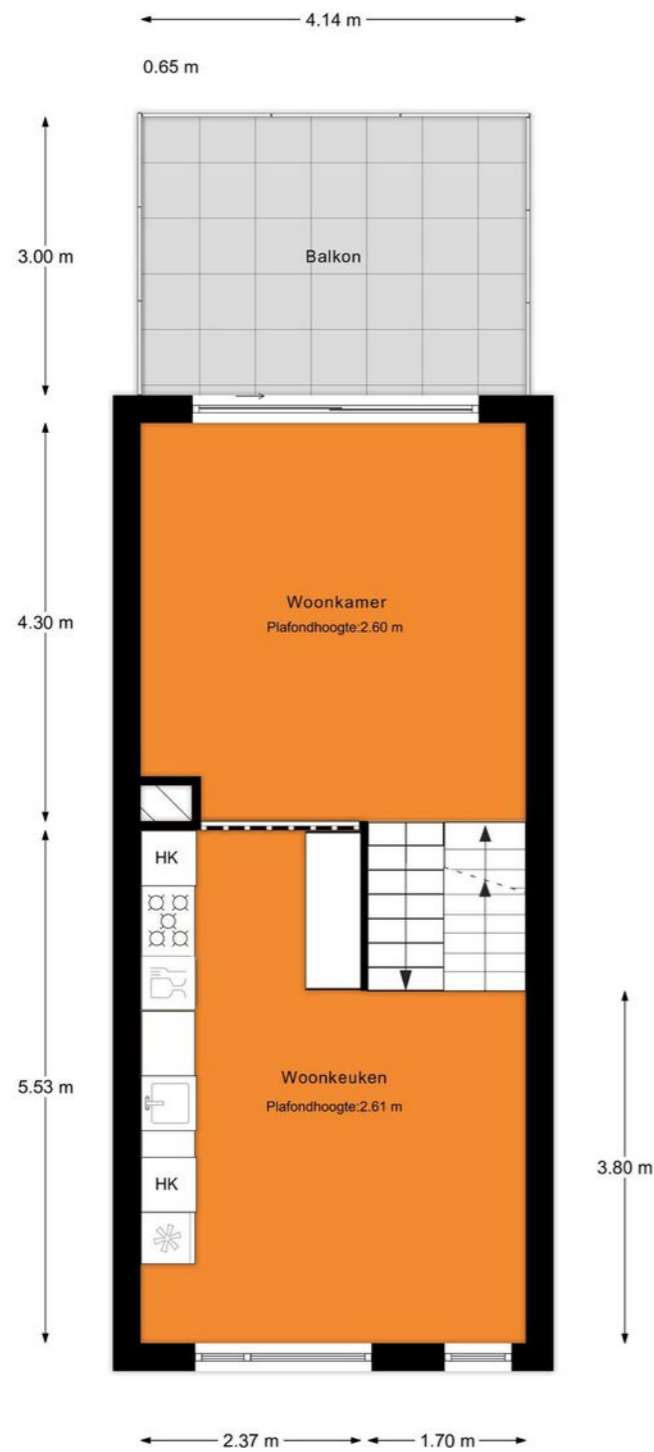 4.14 m
0.65 m
3.00 m
Balkon
4.30 m
Woonkamer
Plafondhoogte:2.60 m
HK
5.53 m
Woonkeuken
Plafondhoogte:2.61 m
3.80 m
HK
2.37 m
1.70 m